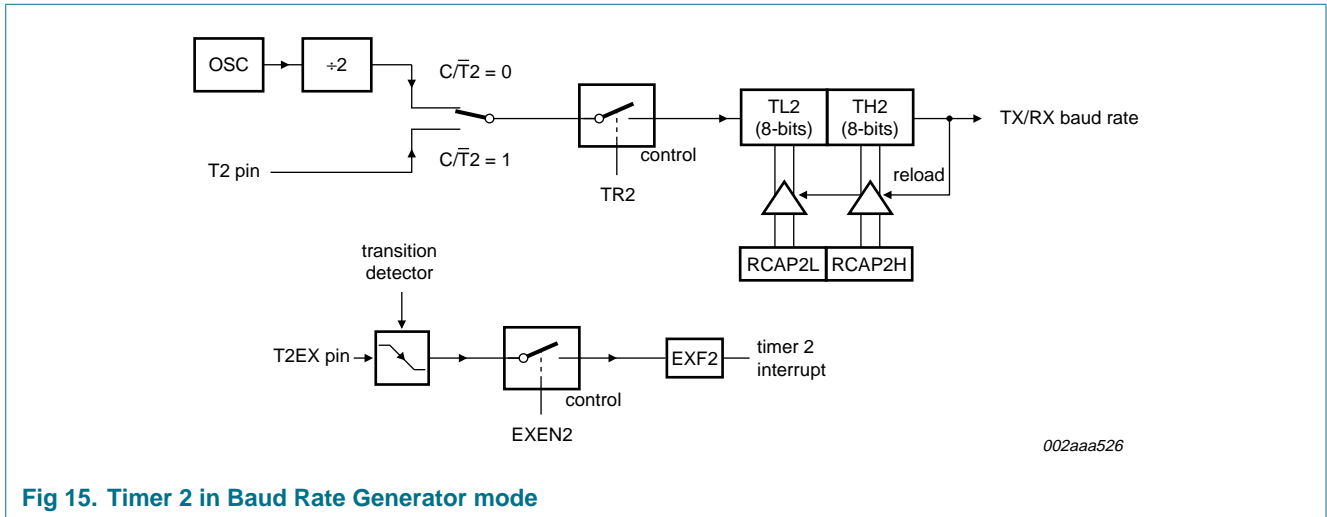 OSC
÷2
C/T̅2 = 0
C/T̅2 = 1
T2 pin
control
TR2
TL2
(8-bits)
TH2
(8-bits)
TX/RX baud rate
reload
RCAP2L
RCAP2H
transition
detector
T2EX pin
control
EXEN2
EXF2
timer 2
interrupt
002aaa526
Fig 15. Timer 2 in Baud Rate Generator mode